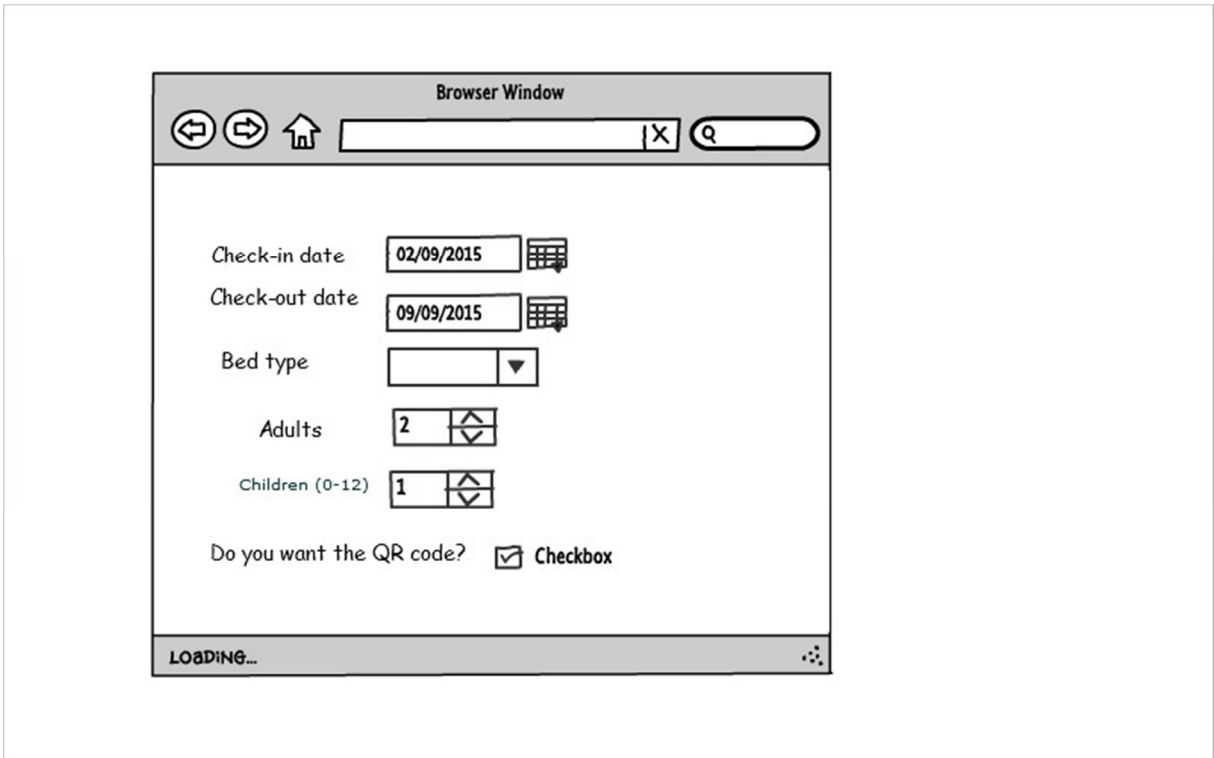 Browser Window
Check-in date 02/09/2015
Check-out date 09/09/2015
Bed type
Adults 2
Children (0-12) 1
Do you want the QR code? Checkbox
LOADING...